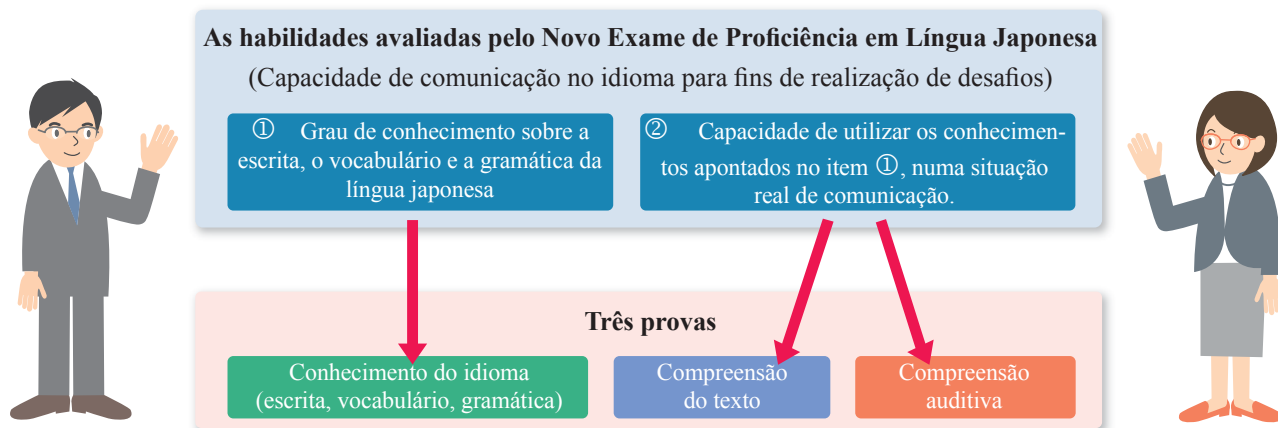 As habilidades avaliadas pelo Novo Exame de Proficiência em Língua Japonesa
(Capacidade de comunicação no idioma para fins de realização de desafios)
① Grau de conhecimento sobre a
escrita, o vocabulário e a gramática da
língua japonesa
② Capacidade de utilizar os conhecimen-
tos apontados no item ①, numa situação
real de comunicação.
Três provas
Conhecimento do idioma
(escrita, vocabulário, gramática)
Compreensão
do texto
Compreensão
auditiva